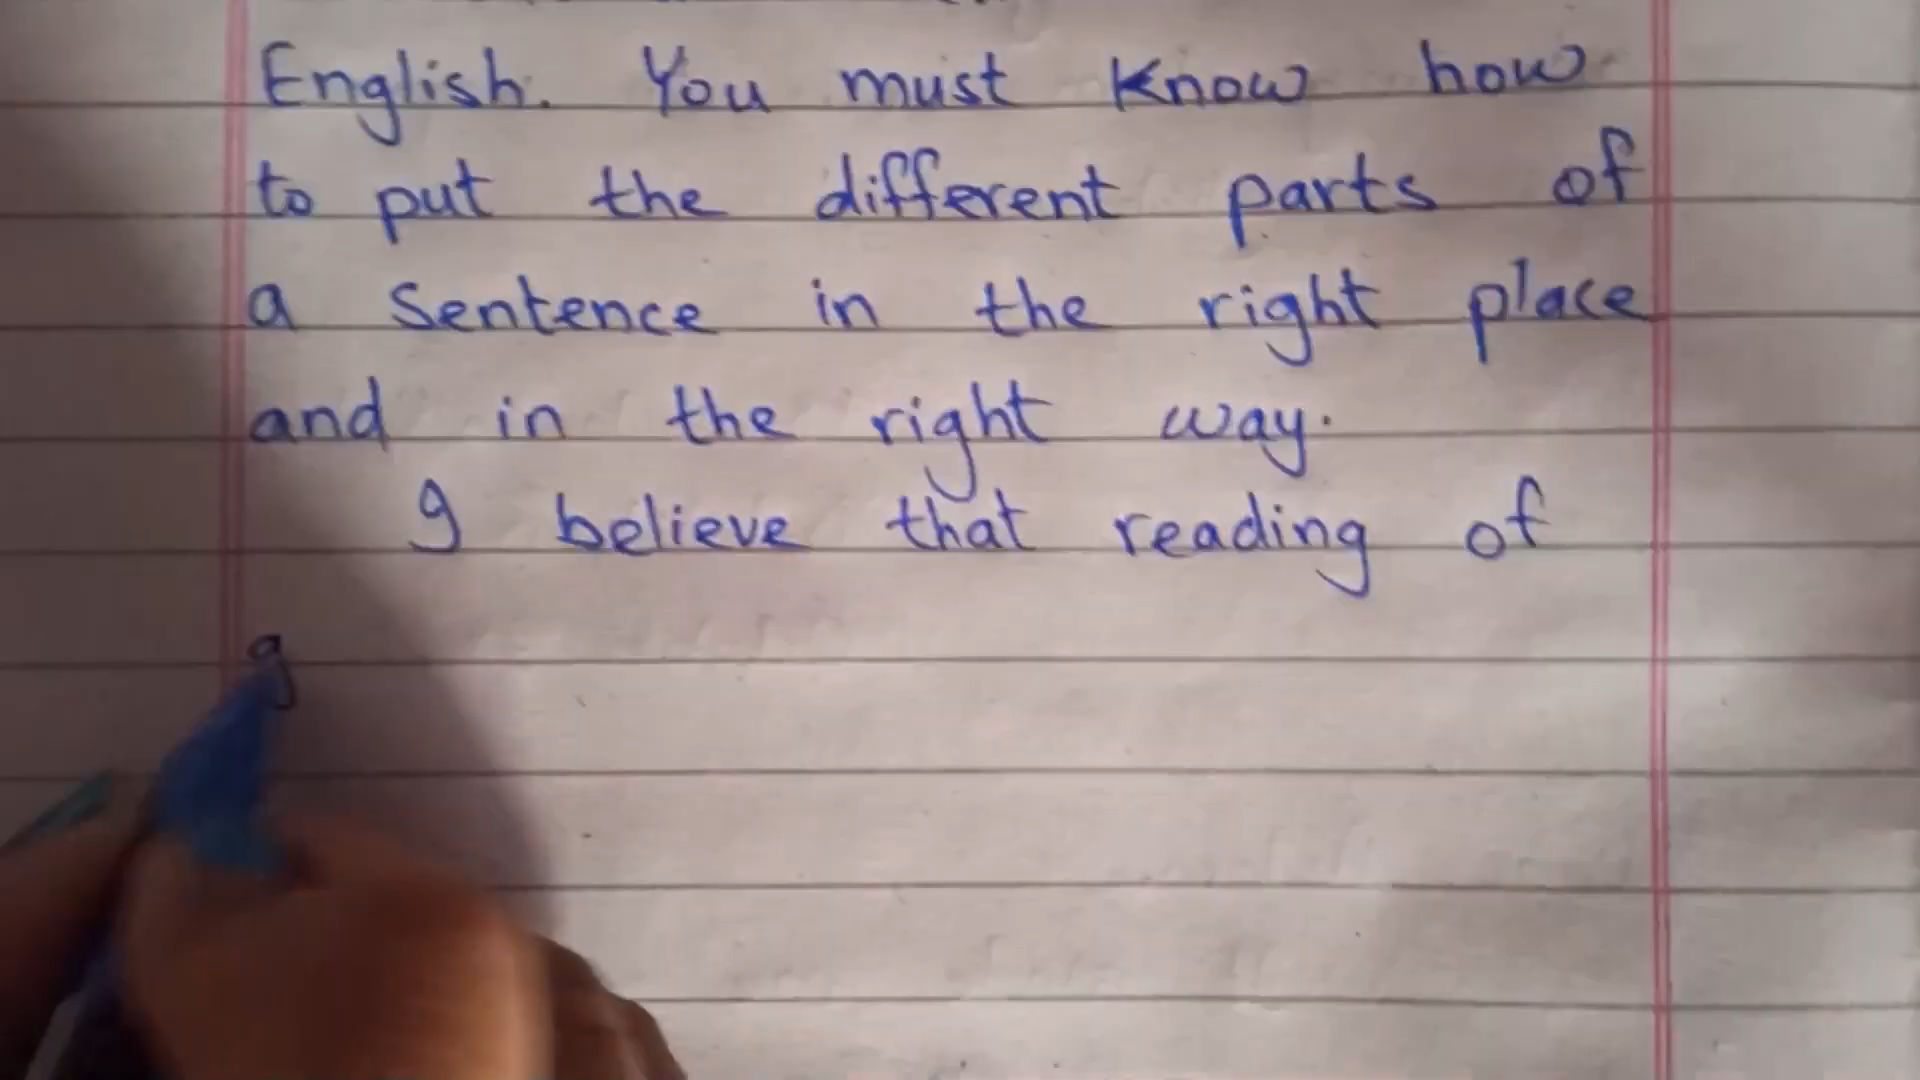 English. You must Know how
to put the different parts of
a Sentence in the right place
and in the right way.
I believe that reading of
g